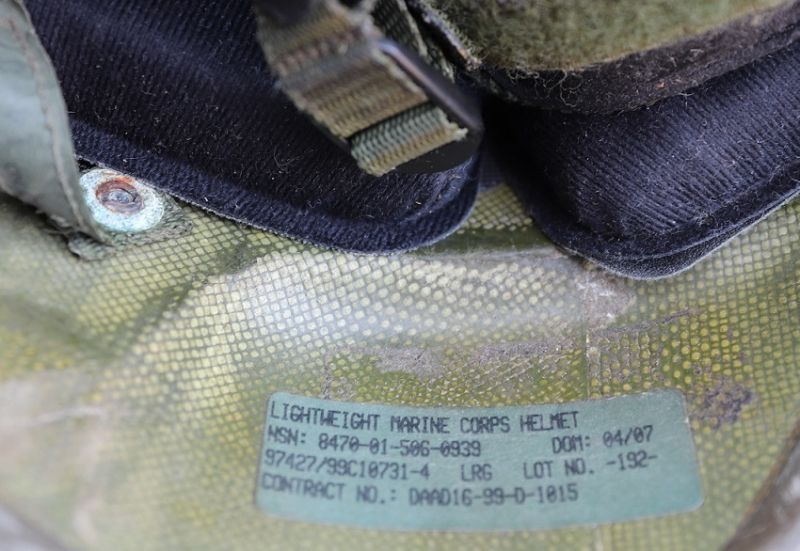 LIGHTWEIGHT MARINE CORPS HELMET
NSN: 8470-01-506-0939 DOM: 04/07
97427/99C10731-4 LRG LOT NO. -192-
CONTRACT NO.: DAAD16-99-D-1015